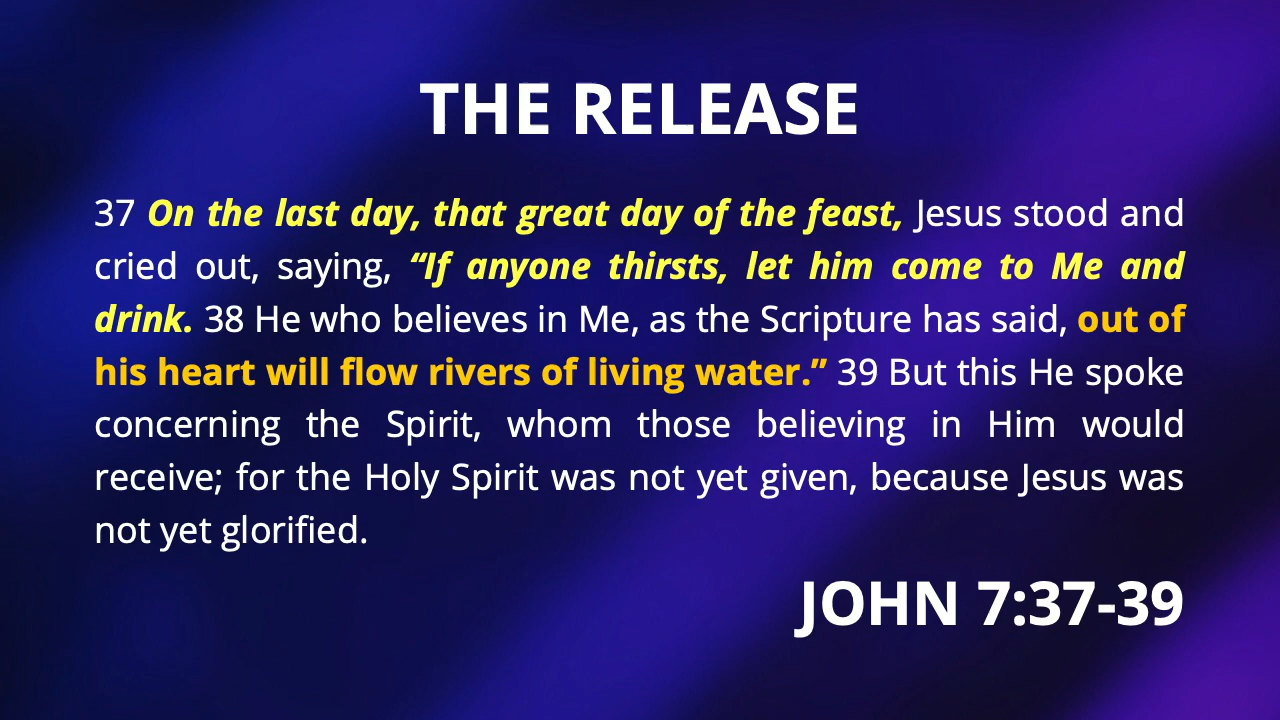 THE RELEASE
37 On the last day, that great day of the feast, Jesus stood and
cried out, saying, “If anyone thirsts, let him come to Me and
drink. 38 He who believes in Me, as the Scripture has said, out of
his heart will flow rivers of living water.” 39 But this He spoke
concerning the Spirit, whom those believing in Him would
receive; for the Holy Spirit was not yet given, because Jesus was
not yet glorified.
JOHN 7:37-39